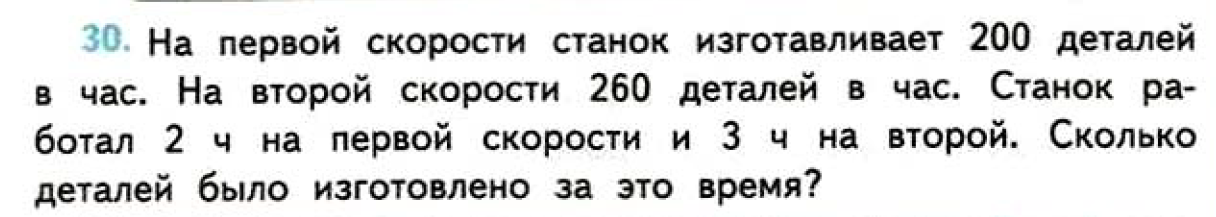 30. На первой скорости станок изготавливает 200 деталей
в час. На второй скорости 260 деталей в час. Станок ра-
ботал 2 ч на первой скорости и 3 ч на второй. Сколько
деталей было изготовлено за это время?